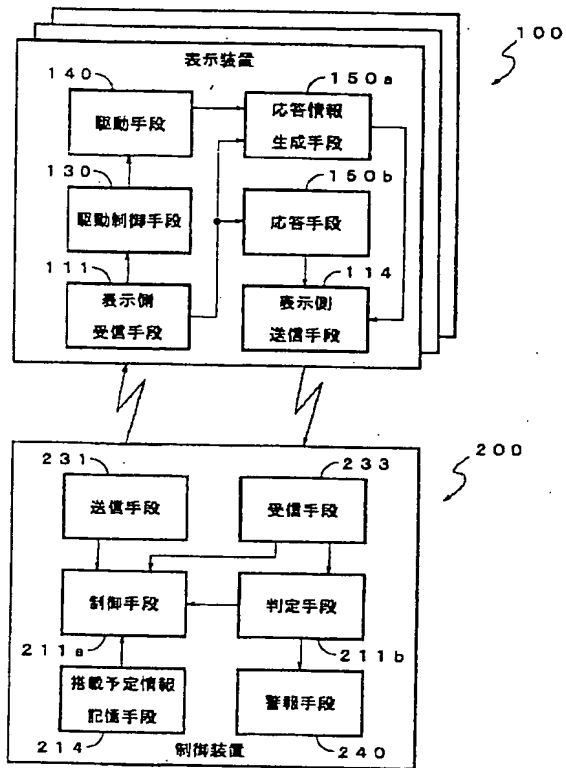 100
表示装置
140
150a
駆動手段
応答情報
生成手段
130
150b
駆動制御手段
応答手段
111
114
表示側
受信手段
表示側
送信手段
231
233
200
送信手段
受信手段
制御手段
判定手段
211a
211b
搭載予定情報
記憶手段
警報手段
214
制御装置
240